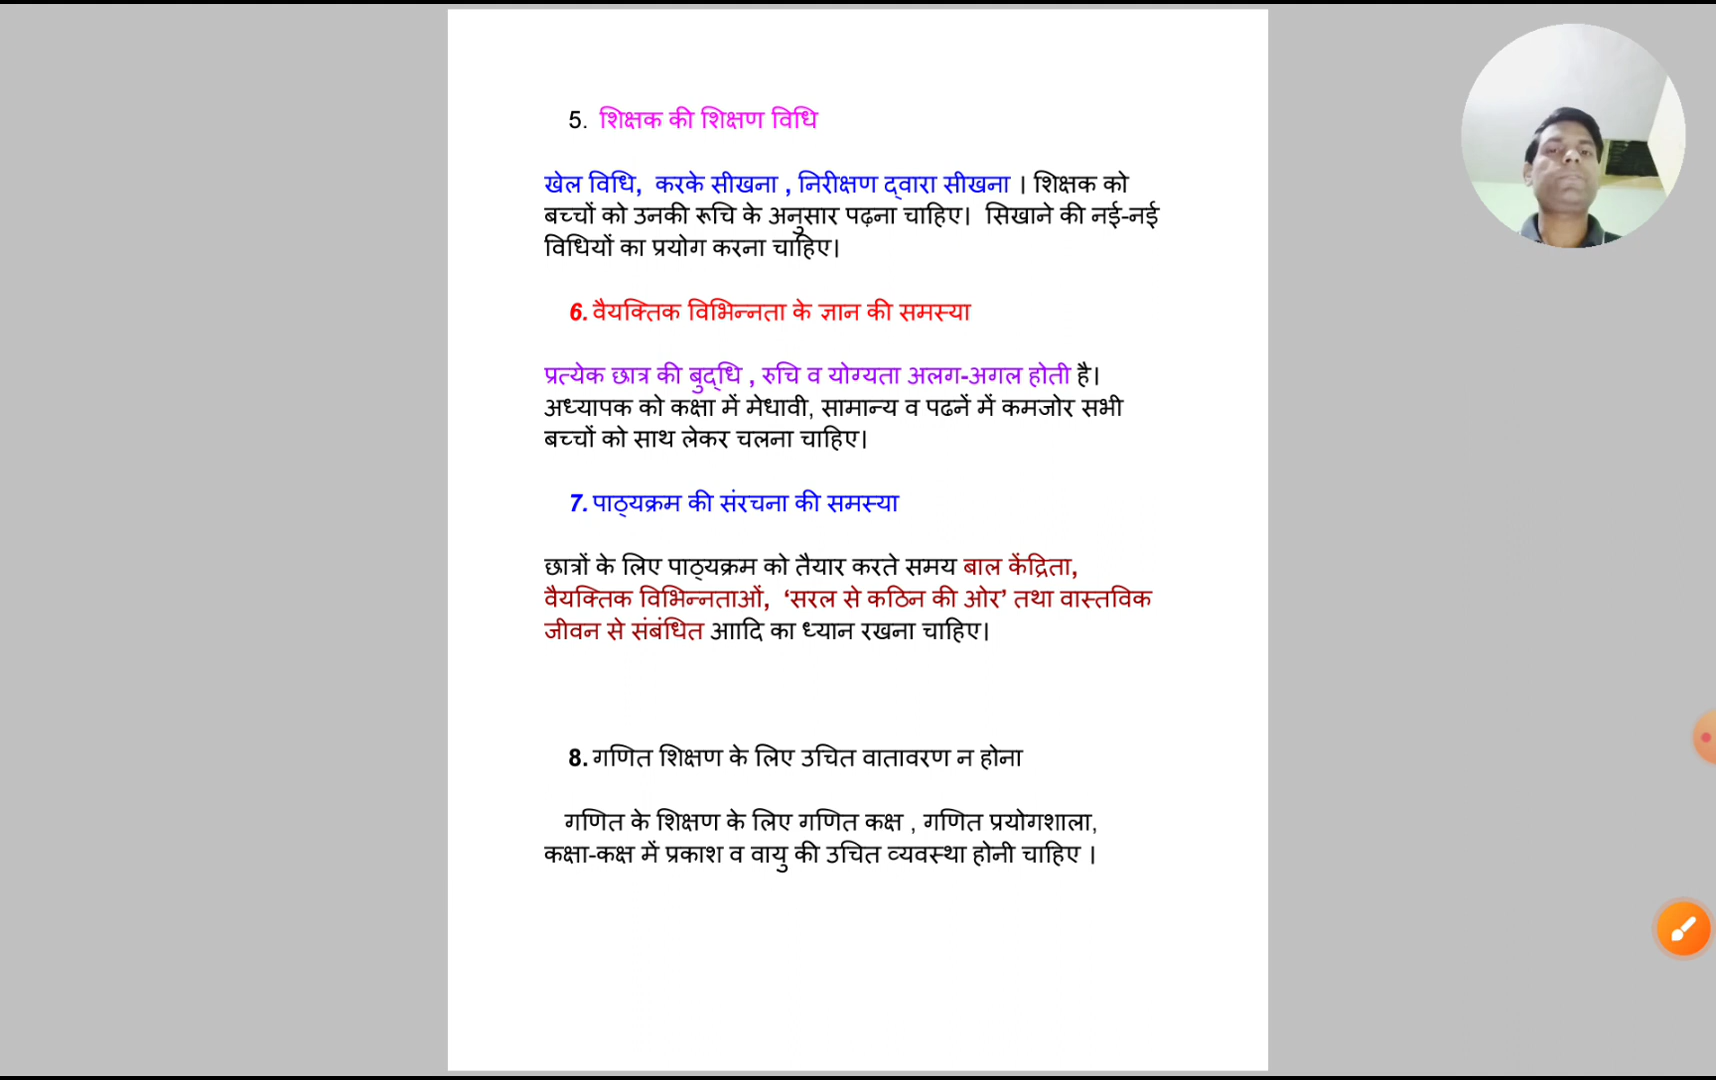 5. शिक्षक की शिक्षण विधि
खेल विधि, करके सीखना , निरीक्षण द्वारा सीखना । शिक्षक को
बच्चों को उनकी रूचि के अनुसार पढ़ना चाहिए। सिखाने की नई-नई
विधियों का प्रयोग करना चाहिए।
6. वैयक्तिक विभिन्नता के ज्ञान की समस्या
प्रत्येक छात्र की बुद्धि , रुचि व योग्यता अलग-अगल होती है।
अध्यापक को कक्षा में मेधावी, सामान्य व पढनें में कमजोर सभी
बच्चों को साथ लेकर चलना चाहिए।
7. पाठ्यक्रम की संरचना की समस्या
छात्रों के लिए पाठ्यक्रम को तैयार करते समय बाल केंद्रिता,
वैयक्तिक विभिन्नताओं, ‘सरल से कठिन की ओर’ तथा वास्तविक
जीवन से संबंधित आादि का ध्यान रखना चाहिए।
8. गणित शिक्षण के लिए उचित वातावरण न होना
गणित के शिक्षण के लिए गणित कक्ष , गणित प्रयोगशाला,
कक्षा-कक्ष में प्रकाश व वायु की उचित व्यवस्था होनी चाहिए ।